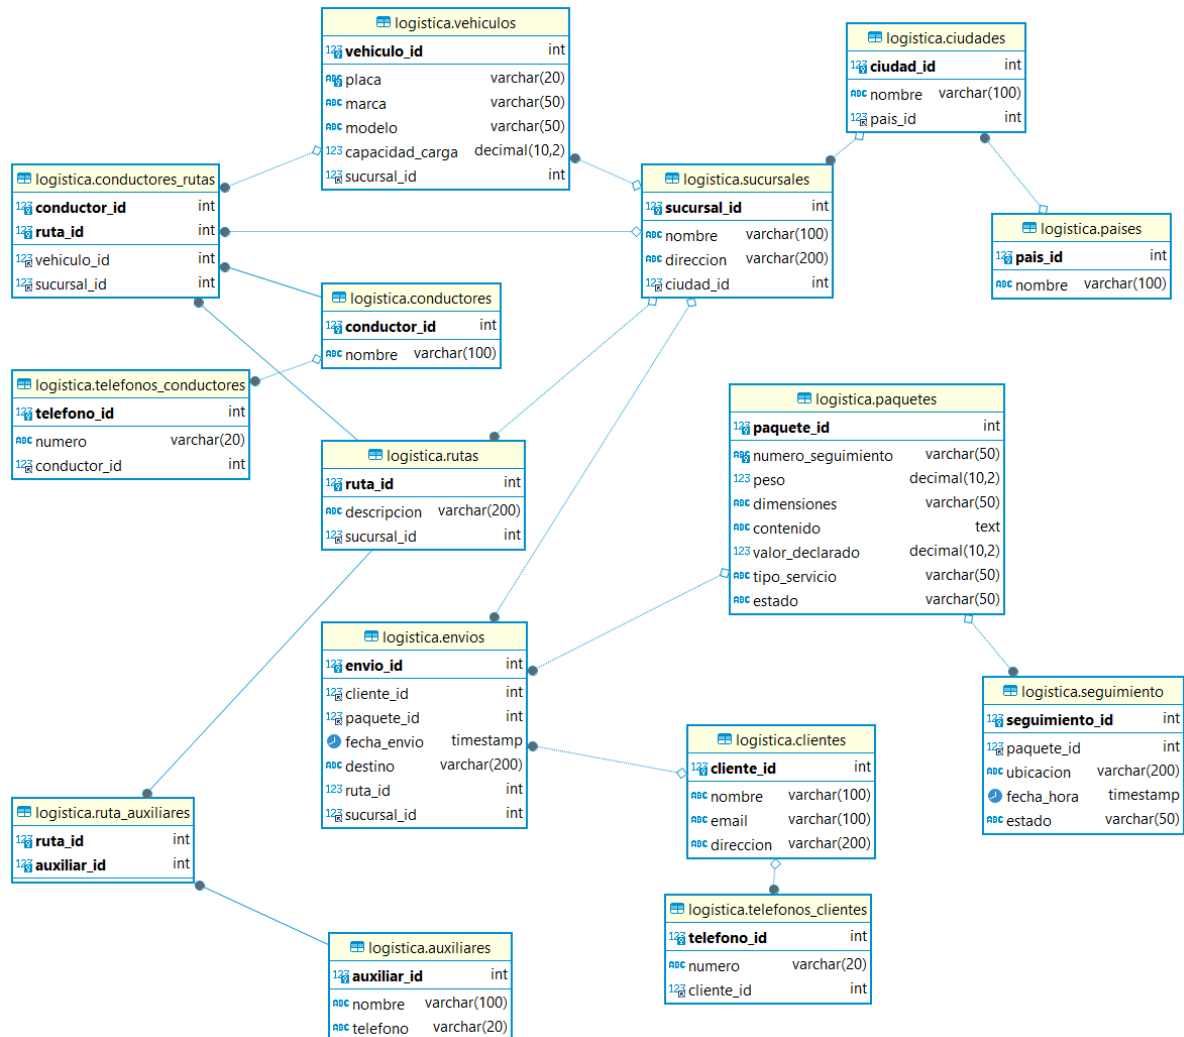 logistica.vehiculos
vehiculo_id int
placa varchar(20)
marca varchar(50)
modelo varchar(50)
capacidad_carga decimal(10,2)
sucursal_id int
logistica.ciudades
ciudad_id int
nombre varchar(100)
pais_id int
logistica.conductores_rutas
conductor_id int
ruta_id int
vehiculo_id int
sucursal_id int
logistica.sucursales
sucursal_id int
nombre varchar(100)
direccion varchar(200)
ciudad_id int
logistica.paises
pais_id int
nombre varchar(100)
logistica.conductores
conductor_id int
nombre varchar(100)
logistica.telefonos_conductores
telefono_id int
numero varchar(20)
conductor_id int
logistica.rutas
ruta_id int
descripcion varchar(200)
sucursal_id int
logistica.paquetes
paquete_id int
numero_seguimiento varchar(50)
peso decimal(10,2)
dimensiones varchar(50)
contenido text
valor_declarado decimal(10,2)
tipo_servicio varchar(50)
estado varchar(50)
logistica.envios
envio_id int
cliente_id int
paquete_id int
fecha_envio timestamp
destino varchar(200)
ruta_id int
sucursal_id int
logistica.seguimiento
seguimiento_id int
paquete_id int
ubicacion varchar(200)
fecha_hora timestamp
estado varchar(50)
logistica.clientes
cliente_id int
nombre varchar(100)
email varchar(100)
direccion varchar(200)
logistica.ruta_auxiliares
ruta_id int
auxiliar_id int
logistica.telefonos_clientes
telefono_id int
numero varchar(20)
cliente_id int
logistica.auxiliares
auxiliar_id int
nombre varchar(100)
telefono varchar(20)